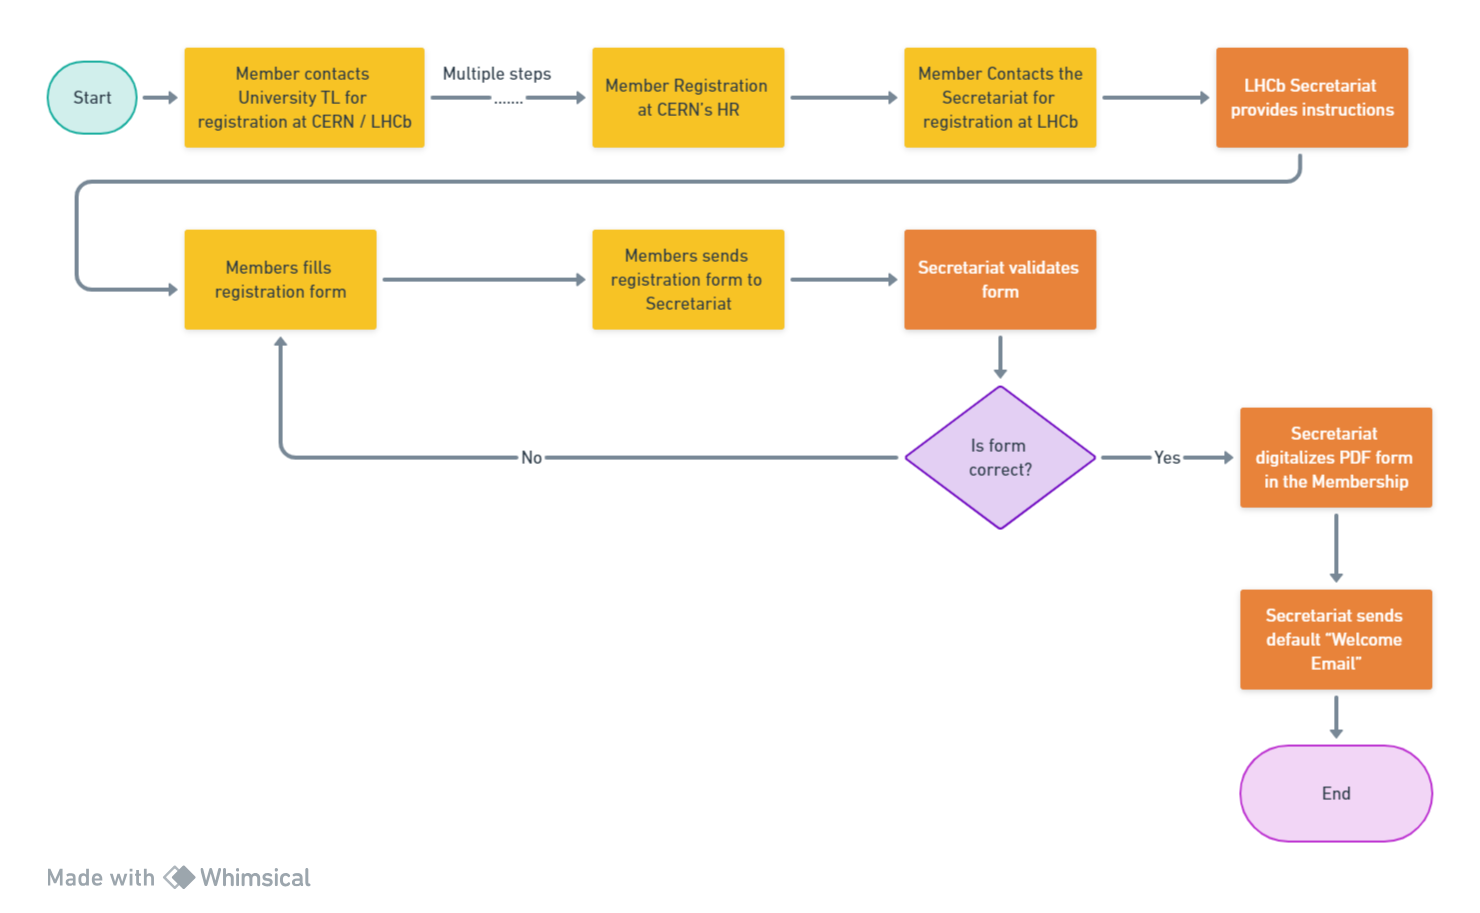 Start
Member contacts
University TL for
registration at CERN / LHCb
Multiple steps
.......
Member Registration
at CERN's HR
Member Contacts the
Secretariat for
registration at LHCb
LHCb Secretariat
provides instructions
Members fills
registration form
Members sends
registration form to
Secretariat
Secretariat validates
form
Is form
correct?
No
Yes
Secretariat
digitalizes PDF form
in the Membership
Secretariat sends
default “Welcome
Email”
End
Made with Whimsical